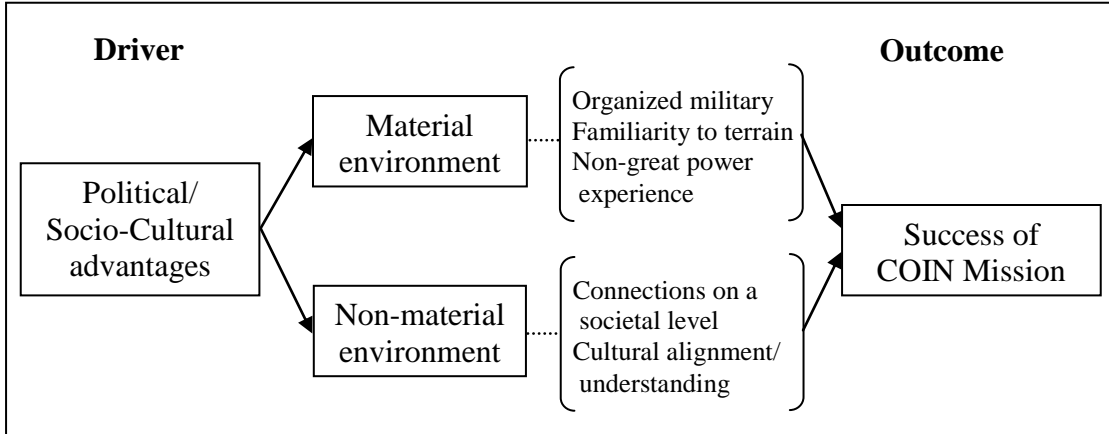 Driver
Outcome
Political/
Socio-Cultural
advantages
Material
environment
Organized military
Familiarity to terrain
Non-great power
experience
Non-material
environment
Connections on a
societal level
Cultural alignment/
understanding
Success of
COIN Mission